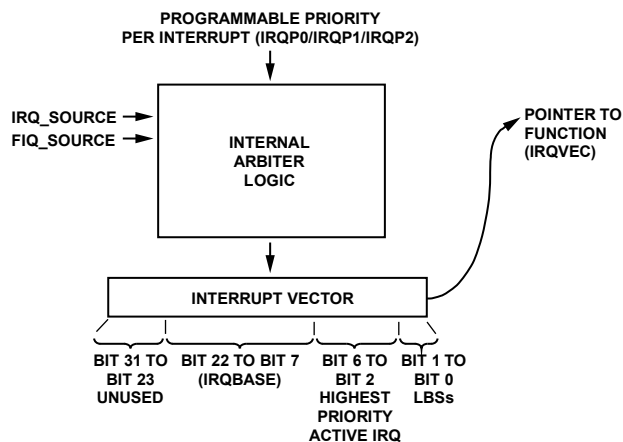 PROGRAMMABLE PRIORITY
PER INTERRUPT (IRQP0/IRQP1/IRQP2)
IRQ_SOURCE
FIQ_SOURCE
INTERNAL
ARBITER
LOGIC
POINTER TO
FUNCTION
(IRQVEC)
INTERRUPT VECTOR
BIT 31 TO
BIT 23
UNUSED
BIT 22 TO BIT 7
(IRQBASE)
BIT 6 TO
BIT 2
HIGHEST
PRIORITY
ACTIVE IRQ
BIT 1 TO
BIT 0
LBSs